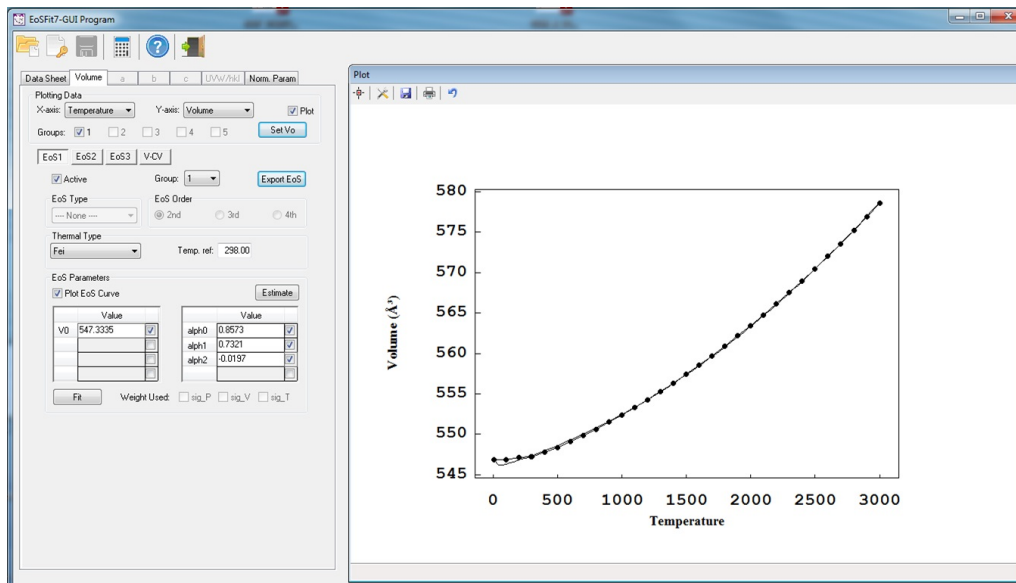 EoSFit7-GUI Program
Data Sheet Volume a b c UVW/hkl Norm. Param
Plotting Data
X-axis: Temperature Y-axis: Volume Plot
Groups: 1 2 3 4 5 Set Vo
EoS1 EoS2 EoS3 V-CV
Active Group: 1 Export EoS
EoS Type EoS Order
--- None ---- 2nd 3rd 4th
Thermal Type
Fei Temp. ref: 298.00
EoS Parameters
Plot EoS Curve Estimate
Value Value
V0 547.3335 alph0 0.8573
alph1 0.7321
alph2 -0.0197
Fit Weight Used: sig_P sig_V sig_T
Plot
580
575
570
565
560
555
550
545
Volume (Å³)
0 500 1000 1500 2000 2500 3000
Temperature